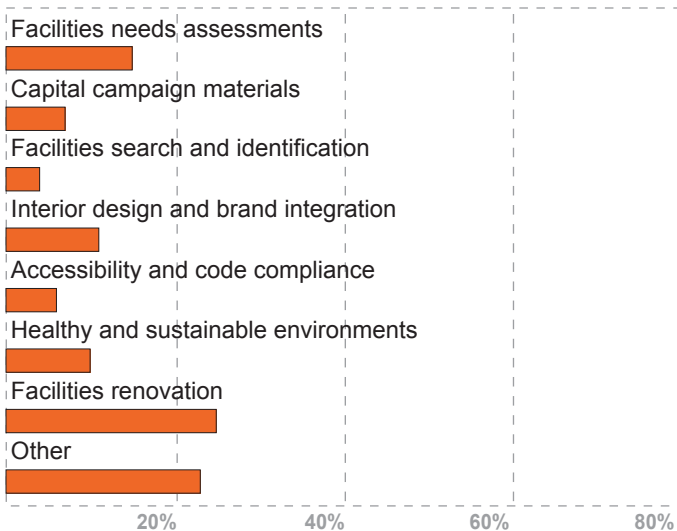 Facilities needs assessments
Capital campaign materials
Facilities search and identification
Interior design and brand integration
Accessibility and code compliance
Healthy and sustainable environments
Facilities renovation
Other
20% 40% 60% 80%